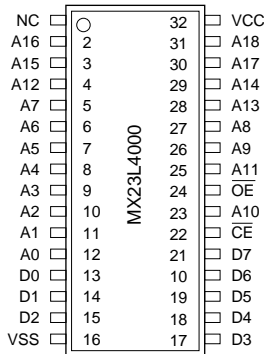 NC 32 VCC
A16 2 31 A18
A15 3 30 A17
A12 4 29 A14
A7 5 28 A13
A6 6 27 A8
A5 7 26 A9
A4 8 25 A11
A3 9 24 O̅E̅
A2 10 23 A10
A1 11 22 C̅E̅
A0 12 21 D7
D0 13 10 D6
D1 14 19 D5
D2 15 18 D4
VSS 16 17 D3
MX23L4000